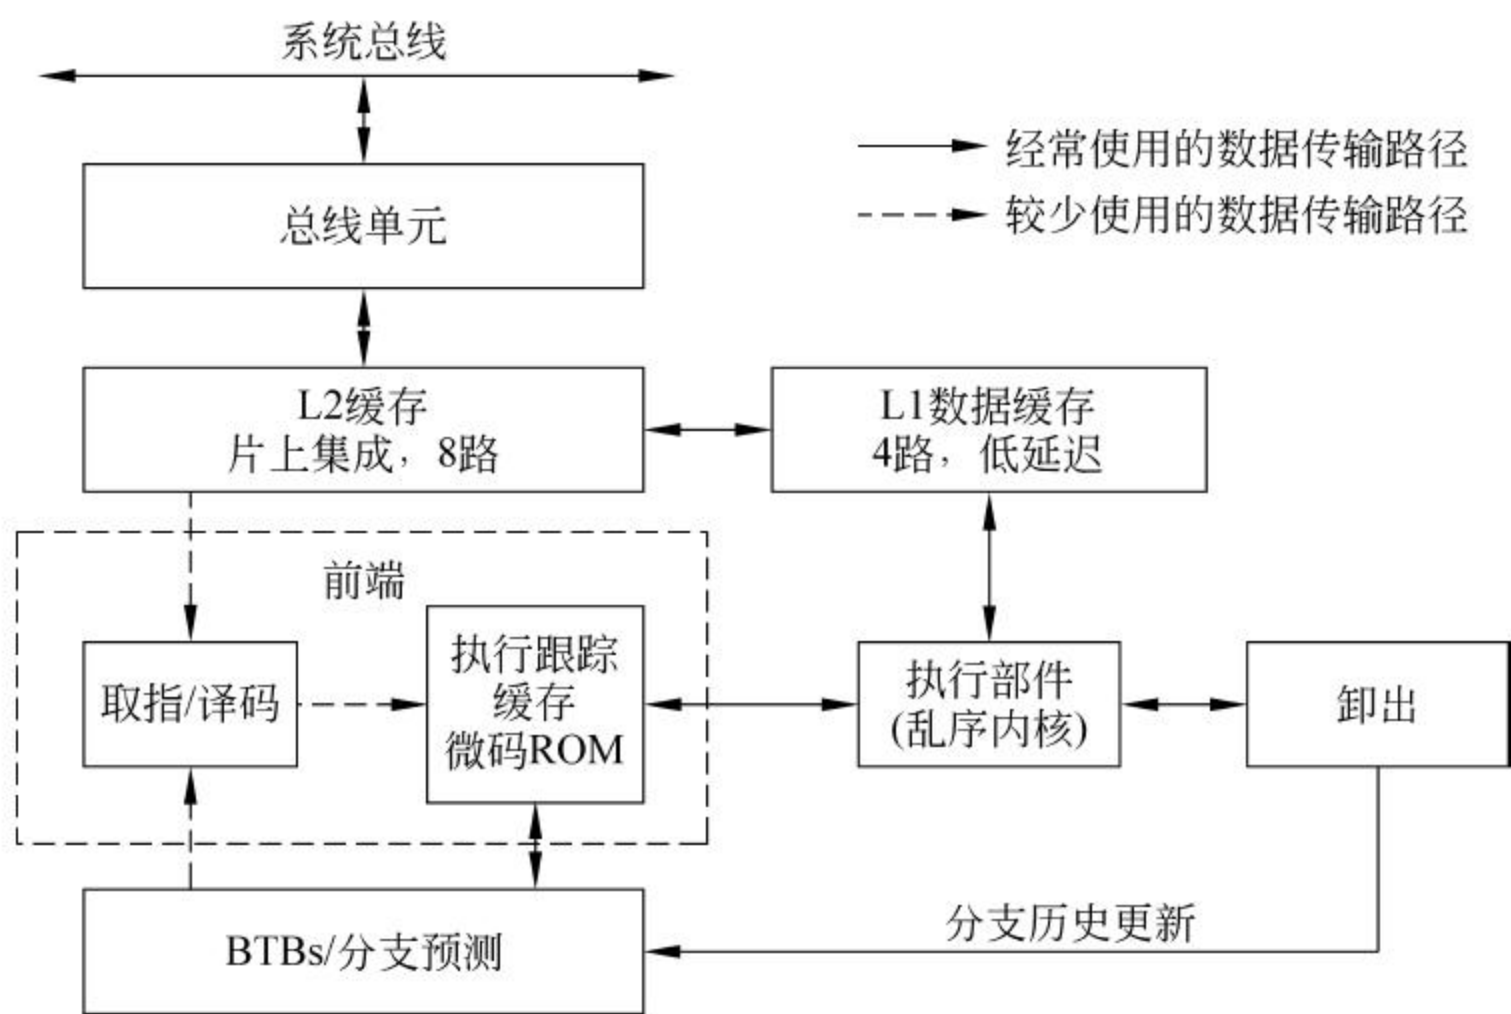 系统总线
经常使用的数据传输路径
较少使用的数据传输路径
总线单元
L2缓存
片上集成，8路
L1数据缓存
4路，低延迟
前端
取指/译码
执行跟踪
缓存
微码ROM
执行部件
(乱序内核)
卸出
BTBs/分支预测
分支历史更新